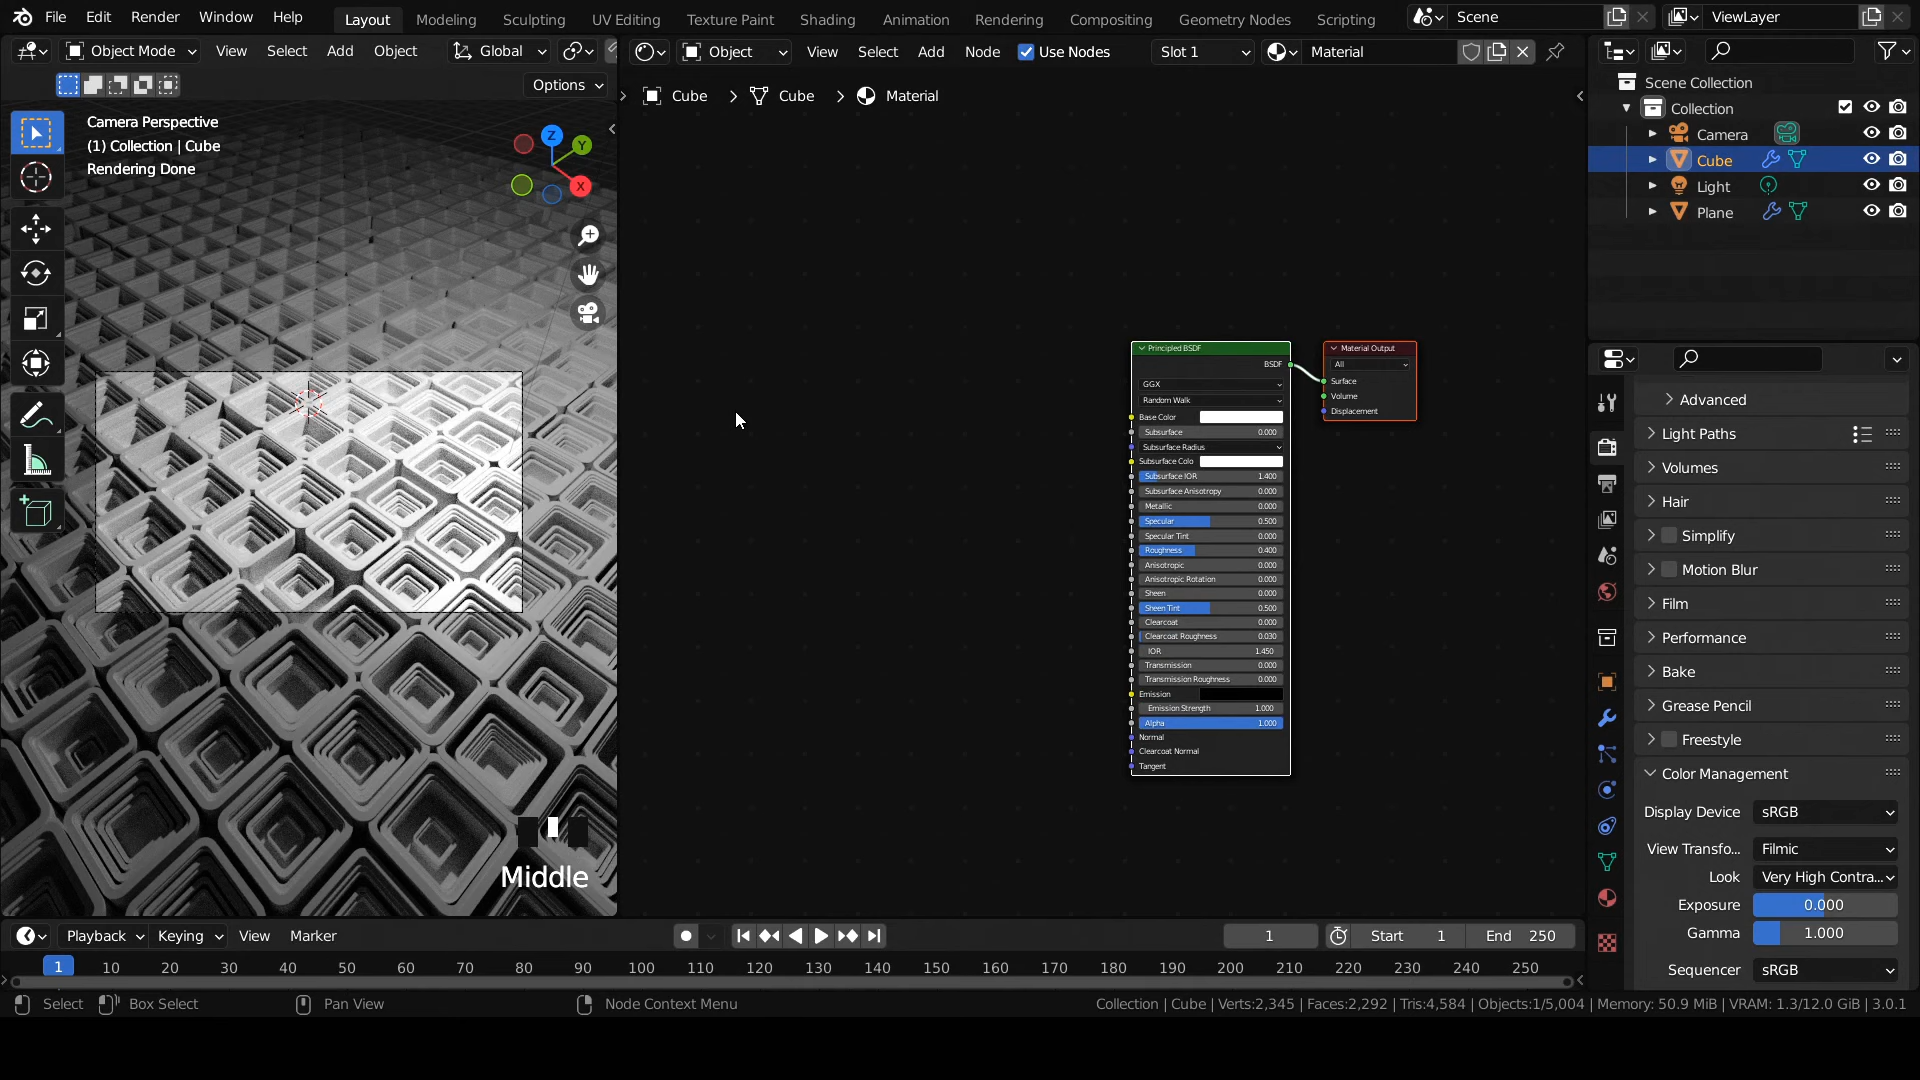 File Edit Render Window Help Layout Modeling Sculpting UV Editing Texture Paint Shading Animation Rendering Compositing Geometry Nodes Scripting Scene ViewLayer
Object Mode View Select Add Object Global Object View Select Add Node Use Nodes Slot 1 Material
Options
Cube Cube Material
Camera Perspective
(1) Collection | Cube
Rendering Done
Z
Y
X
Middle
Principled BSDF
BSDF
GGX
Random Walk
Base Color
Subsurface 0.000
Subsurface Radius
Subsurface Colo
Subsurface IOR 1.400
Subsurface Anisotropy 0.000
Metallic 0.000
Specular 0.500
Specular Tint 0.000
Roughness 0.400
Anisotropic 0.000
Anisotropic Rotation 0.000
Sheen 0.000
Sheen Tint 0.500
Clearcoat 0.000
Clearcoat Roughness 0.030
IOR 1.450
Transmission 0.000
Transmission Roughness 0.000
Emission
Emission Strength 1.000
Alpha 1.000
Normal
Clearcoat Normal
Tangent
Material Output
All
Surface
Volume
Displacement
Scene Collection
Collection
Camera
Cube
Light
Plane
Advanced
Light Paths
Volumes
Hair
Simplify
Motion Blur
Film
Performance
Bake
Grease Pencil
Freestyle
Color Management
Display Device sRGB
View Transfo... Filmic
Look Very High Contra...
Exposure 0.000
Gamma 1.000
Sequencer sRGB
Playback Keying View Marker 1 Start 1 End 250
1 10 20 30 40 50 60 70 80 90 100 110 120 130 140 150 160 170 180 190 200 210 220 230 240 250
Select Box Select Pan View Node Context Menu Collection | Cube | Verts:2,345 | Faces:2,292 | Tris:4,584 | Objects:1/5,004 | Memory: 50.9 MiB | VRAM: 1.3/12.0 GiB | 3.0.1